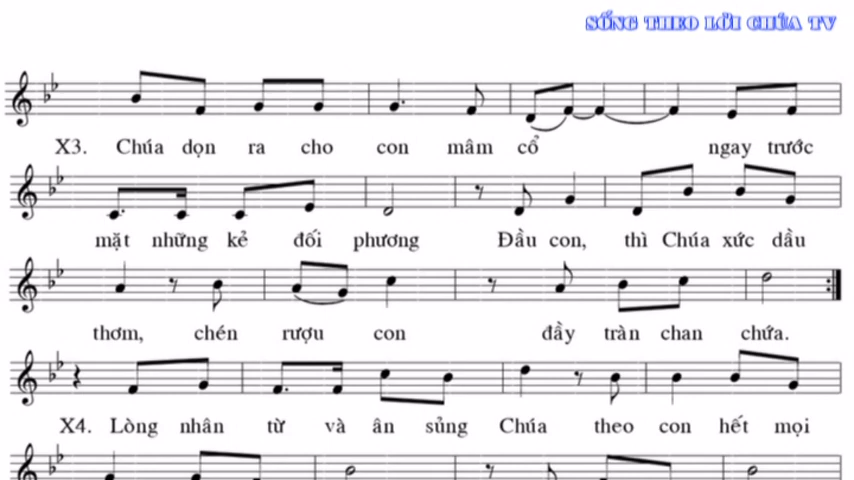 SỐNG THEO LỜI CHÚA TV
X3. Chúa dọn ra cho con mâm cổ ngay trước
mặt những kẻ đối phương Đầu con, thì Chúa xức dầu
thơm, chén rượu con đầy tràn chan chứa.
X4. Lòng nhân từ và ân sủng Chúa theo con hết mọi